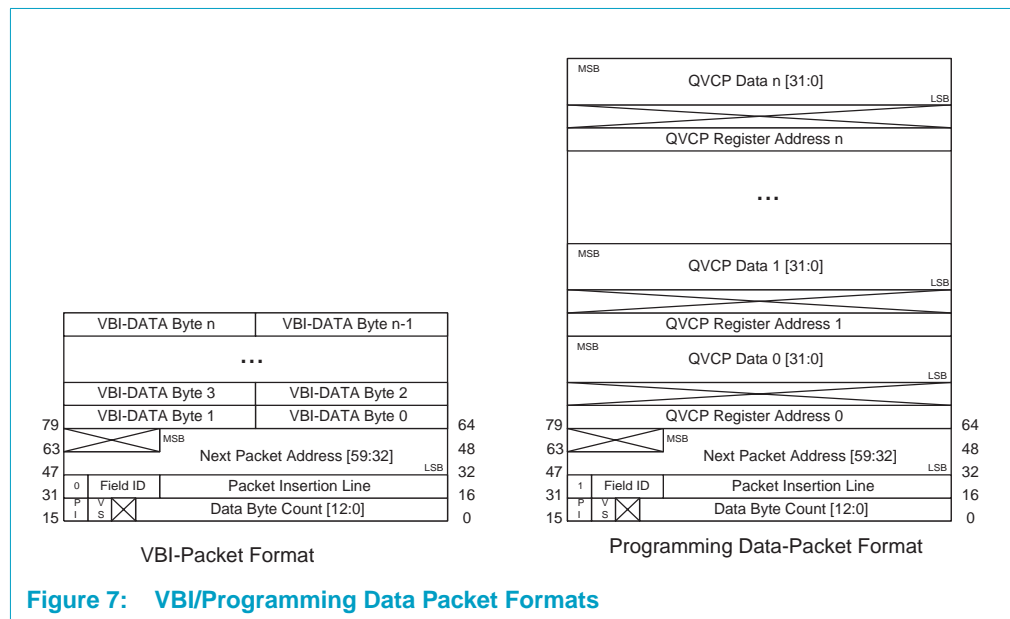 MSB
QVCP Data n [31:0]
LSB
QVCP Register Address n
...
MSB
QVCP Data 1 [31:0]
LSB
QVCP Register Address 1
MSB
QVCP Data 0 [31:0]
LSB
QVCP Register Address 0
79 64
MSB
63 48
Next Packet Address [59:32]
LSB
47 32
1 Field ID Packet Insertion Line
31 16
P I V S Data Byte Count [12:0]
15 0
Programming Data-Packet Format
VBI-DATA Byte n VBI-DATA Byte n-1
...
VBI-DATA Byte 3 VBI-DATA Byte 2
VBI-DATA Byte 1 VBI-DATA Byte 0
79 64
MSB
63 48
Next Packet Address [59:32]
LSB
47 32
0 Field ID Packet Insertion Line
31 16
P I V S Data Byte Count [12:0]
15 0
VBI-Packet Format
Figure 7: VBI/Programming Data Packet Formats